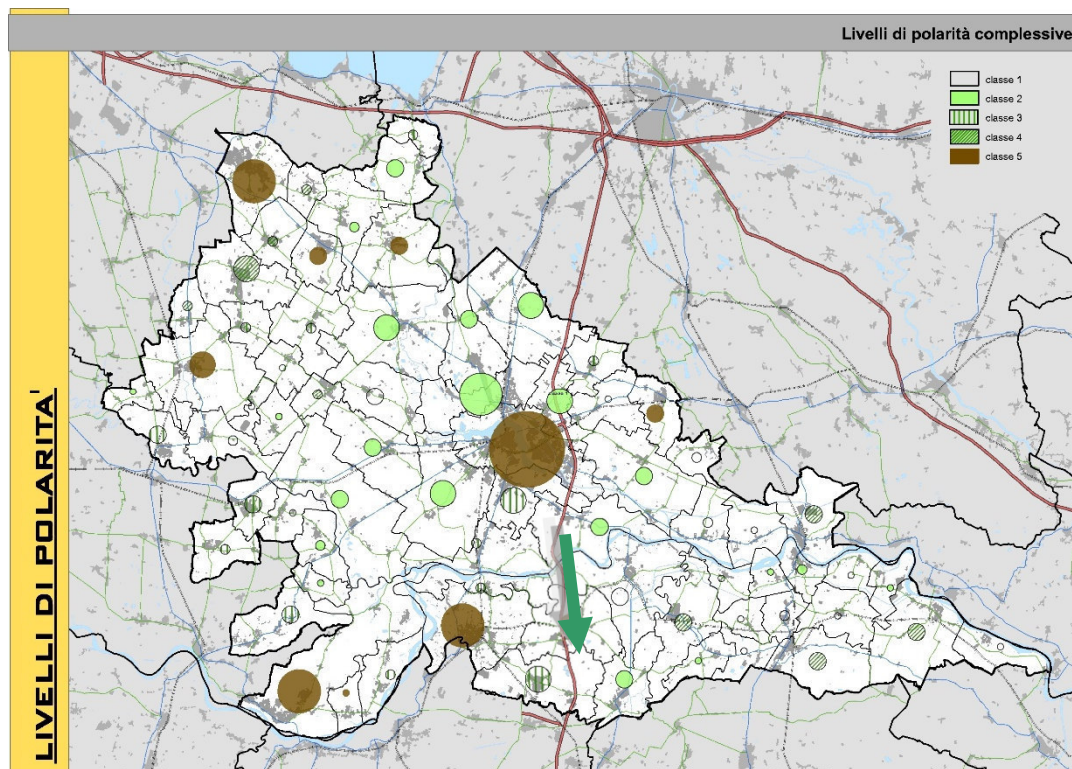 Livelli di polarità complessive
LIVELLI DI POLARITA'
classe 1
classe 2
classe 3
classe 4
classe 5